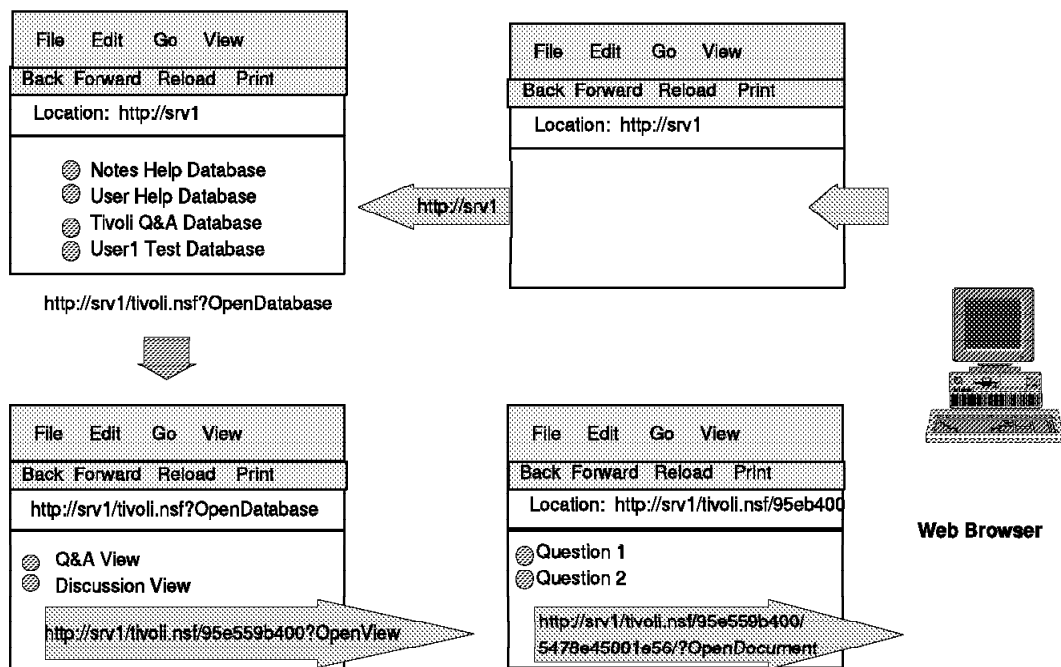 File Edit Go View
Back Forward Reload Print
Location: http://srv1
Notes Help Database
User Help Database
Tivoli Q&A Database
User1 Test Database
http://srv1
File Edit Go View
Back Forward Reload Print
Location: http://srv1
http://srv1/tivoli.nsf?OpenDatabase
File Edit Go View
Back Forward Reload Print
http://srv1/tivoli.nsf?OpenDatabase
Q&A View
Discussion View
http://srv1/tivoli.nsf/95e559b400?OpenView
File Edit Go View
Back Forward Reload Print
Location: http://srv1/tivoli.nsf/95eb400
Question 1
Question 2
http://srv1/tivoli.nsf/95e559b400/
5478e45001e56/?OpenDocument
Web Browser